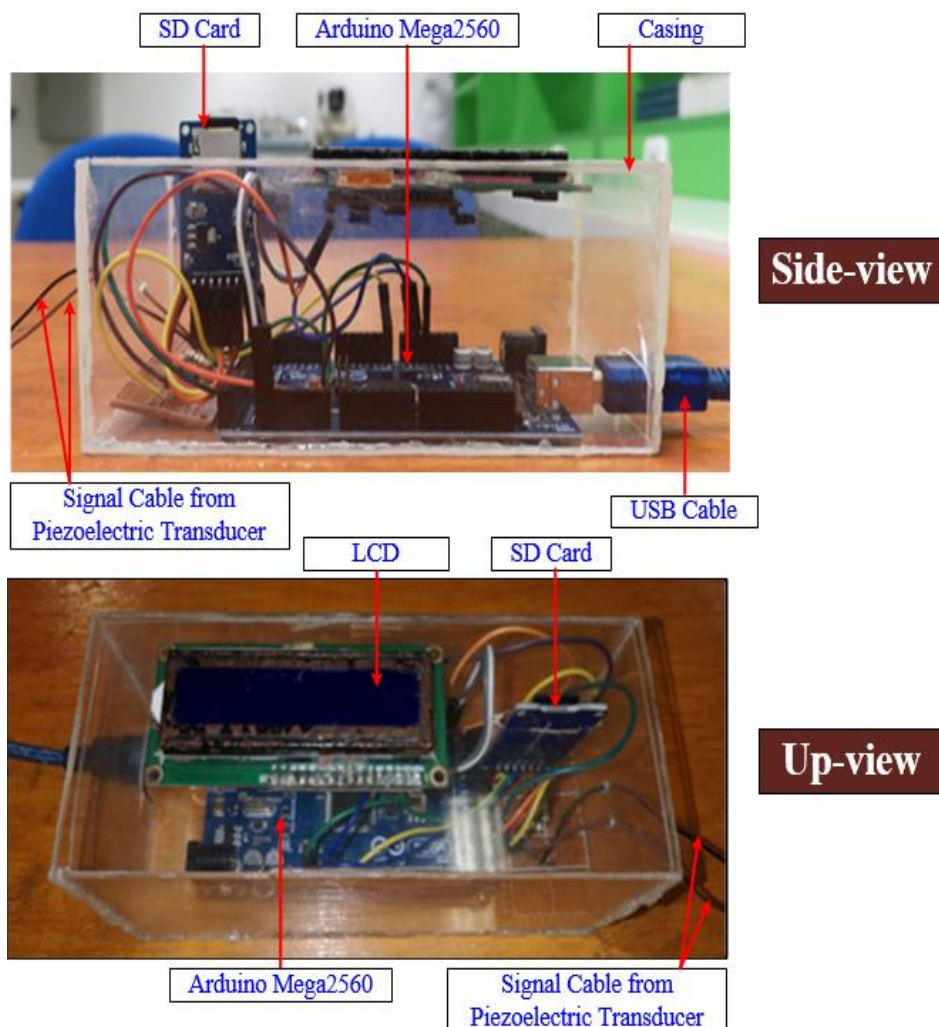 SD Card
Arduino Mega2560
Casing
Side-view
Signal Cable from
Piezoelectric Transducer
USB Cable
LCD
SD Card
Up-view
Arduino Mega2560
Signal Cable from
Piezoelectric Transducer